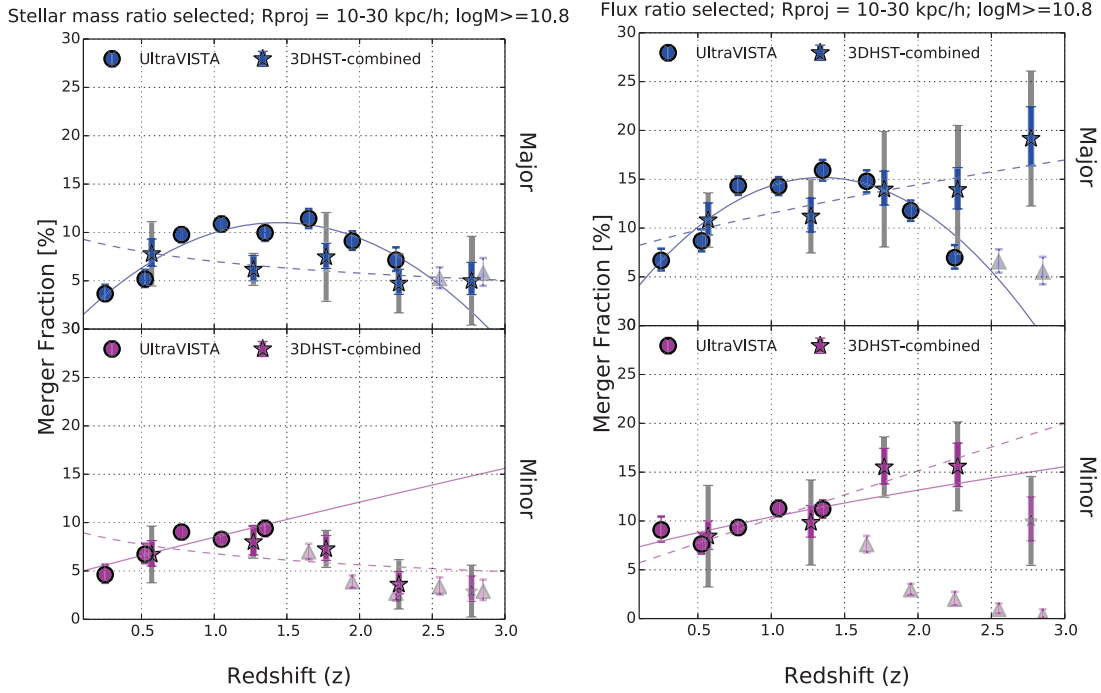 Stellar mass ratio selected; Rproj = 10-30 kpc/h; logM>=10.8
Flux ratio selected; Rproj = 10-30 kpc/h; logM>=10.8
30
25
20
15
10
5
30
UltraVISTA
3DHST-combined
Major
25
20
15
10
5
0
UltraVISTA
3DHST-combined
Minor
Merger Fraction [%]
0.5
1.0
1.5
2.0
2.5
3.0
Redshift (z)
30
25
20
15
10
5
30
UltraVISTA
3DHST-combined
Major
25
20
15
10
5
0
UltraVISTA
3DHST-combined
Minor
Merger Fraction [%]
0.5
1.0
1.5
2.0
2.5
3.0
Redshift (z)